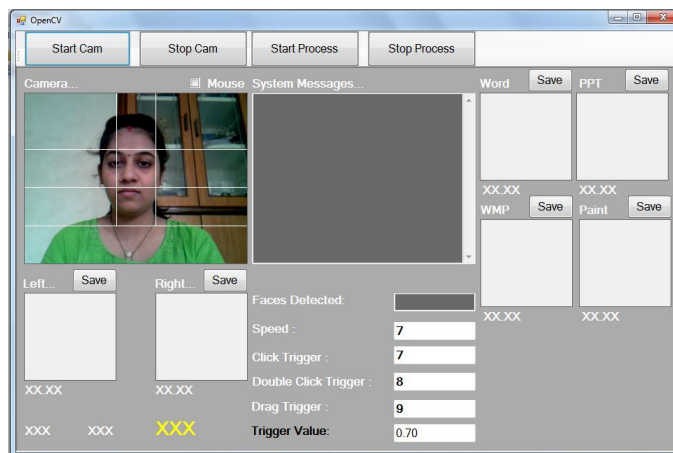 OpenCV
Start Cam Stop Cam Start Process Stop Process
Camera... Mouse System Messages... Word Save PPT Save
XX.XX XX.XX
WMP Save Paint Save
Left... Save Right... Save
XX.XX XX.XX
Faces Detected:
Speed : 7
Click Trigger : 7
XX.XX XX.XX
Double Click Trigger : 8
Drag Trigger : 9
XXX XXX XXX
Trigger Value: 0.70